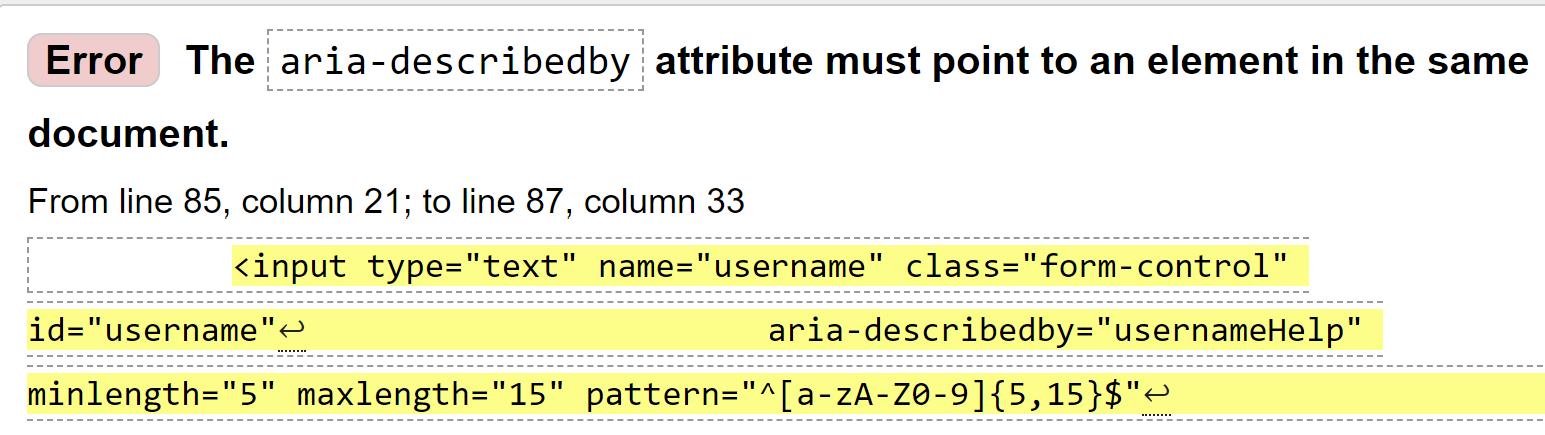 Error The aria-describedby attribute must point to an element in the same
document.
From line 85, column 21; to line 87, column 33
<input type="text" name="username" class="form-control"
id="username"↩ aria-describedby="usernameHelp"
minlength="5" maxlength="15" pattern="^[a-zA-Z0-9]{5,15}$"↩